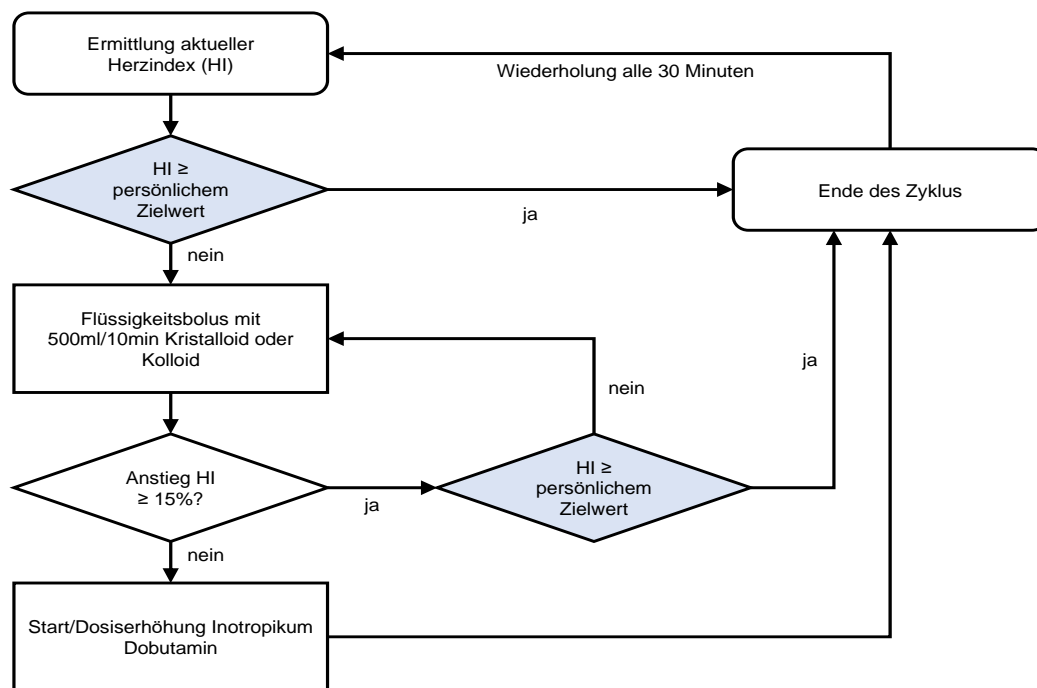 Ermittlung aktueller
Herzindex (HI)
Wiederholung alle 30 Minuten
HI ≥
persönlichem
Zielwert
ja
Ende des Zyklus
nein
Flüssigkeitsbolus mit
500ml/10min Kristalloid oder
Kolloid
ja
nein
Anstieg HI
≥ 15%?
ja
HI ≥
persönlichem
Zielwert
nein
Start/Dosiserhöhung Inotropikum
Dobutamin